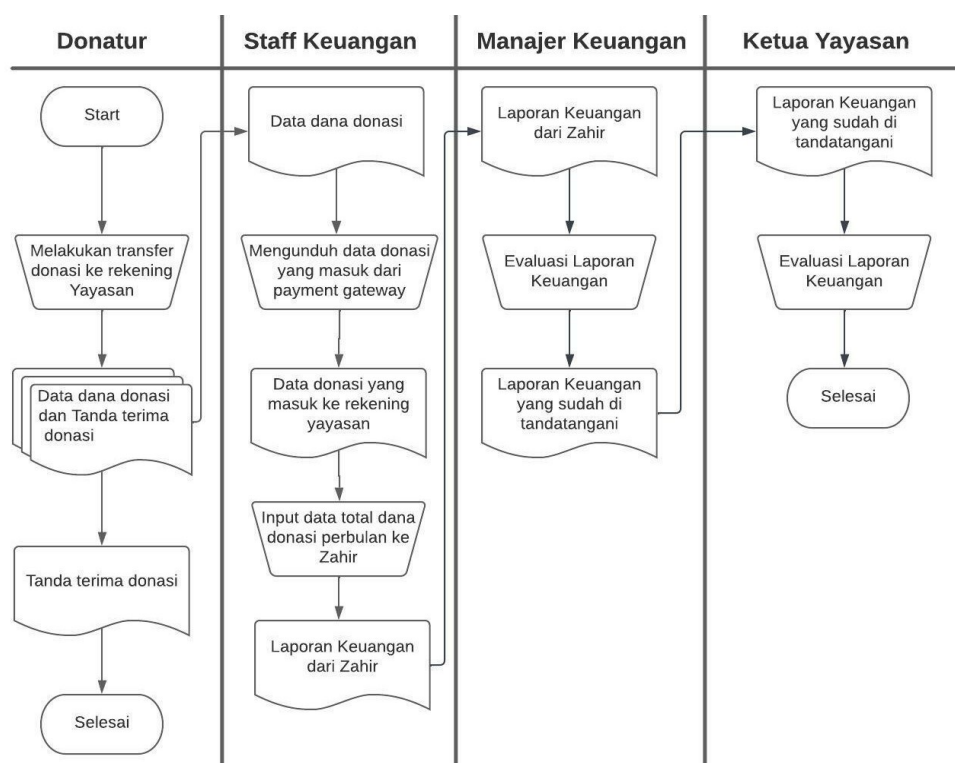 Donatur
Staff Keuangan
Manajer Keuangan
Ketua Yayasan
Start
Melakukan transfer
donasi ke rekening
Yayasan
Data dana donasi
dan Tanda terima
donasi
Tanda terima donasi
Selesai
Data dana donasi
Mengunduh data donasi
yang masuk dari
payment gateway
Data donasi yang
masuk ke rekening
yayasan
Input data total dana
donasi perbulan ke
Zahir
Laporan Keuangan
dari Zahir
Laporan Keuangan
dari Zahir
Evaluasi Laporan
Keuangan
Laporan Keuangan
yang sudah di
tandatangani
Laporan Keuangan
yang sudah di
tandatangani
Evaluasi Laporan
Keuangan
Selesai